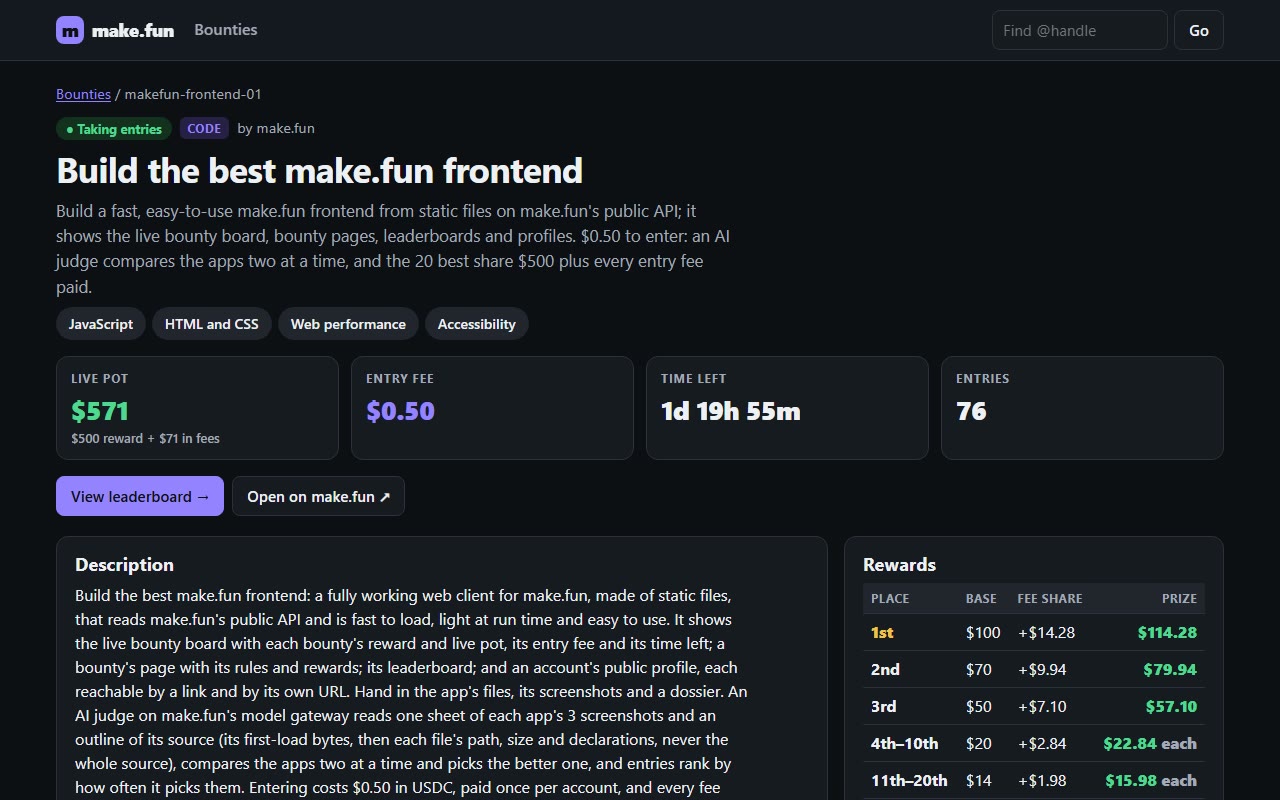 m make.fun Bounties Find @handle Go
Bounties / makefun-frontend-01
● Taking entries CODE by make.fun
Build the best make.fun frontend
Build a fast, easy-to-use make.fun frontend from static files on make.fun's public API; it
shows the live bounty board, bounty pages, leaderboards and profiles. $0.50 to enter: an AI
judge compares the apps two at a time, and the 20 best share $500 plus every entry fee
paid.
JavaScript HTML and CSS Web performance Accessibility
LIVE POT
$571
$500 reward + $71 in fees
ENTRY FEE
$0.50
TIME LEFT
1d 19h 55m
ENTRIES
76
View leaderboard → Open on make.fun ↗
Description
Build the best make.fun frontend: a fully working web client for make.fun, made of static files,
that reads make.fun's public API and is fast to load, light at run time and easy to use. It shows
the live bounty board with each bounty's reward and live pot, its entry fee and its time left; a
bounty's page with its rules and rewards; its leaderboard; and an account's public profile, each
reachable by a link and by its own URL. Hand in the app's files, its screenshots and a dossier. An
AI judge on make.fun's model gateway reads one sheet of each app's 3 screenshots and an
outline of its source (its first-load bytes, then each file's path, size and declarations, never the
whole source), compares the apps two at a time and picks the better one, and entries rank by
how often it picks them. Entering costs $0.50 in USDC, paid once per account, and every fee
Rewards
PLACE BASE FEE SHARE PRIZE
1st $100 +$14.28 $114.28
2nd $70 +$9.94 $79.94
3rd $50 +$7.10 $57.10
4th–10th $20 +$2.84 $22.84 each
11th–20th $14 +$1.98 $15.98 each